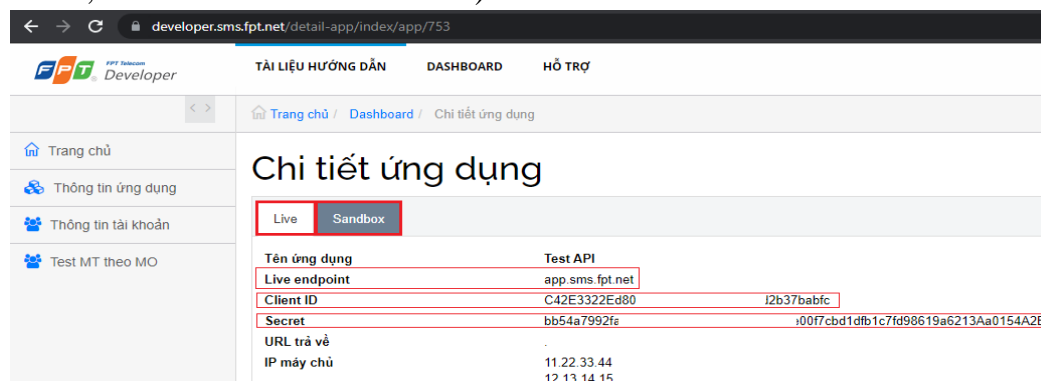 developer.sms.fpt.net/detail-app/index/app/753
FPT Telecom
FPT Developer
TÀI LIỆU HƯỚNG DẪN DASHBOARD HỖ TRỢ
< >
Trang chủ / Dashboard / Chi tiết ứng dụng
Trang chủ
Thông tin ứng dụng
Thông tin tài khoản
Test MT theo MO
Chi tiết ứng dụng
Live Sandbox
Tên ứng dụng Test API
Live endpoint app.sms.fpt.net
Client ID C42E3322Ed80 2b37babfc
Secret bb54a7992fa 00f7cbd1dfb1c7fd98619a6213Aa0154A2
URL trả về .
IP máy chủ 11.22.33.44
12.13.14.15